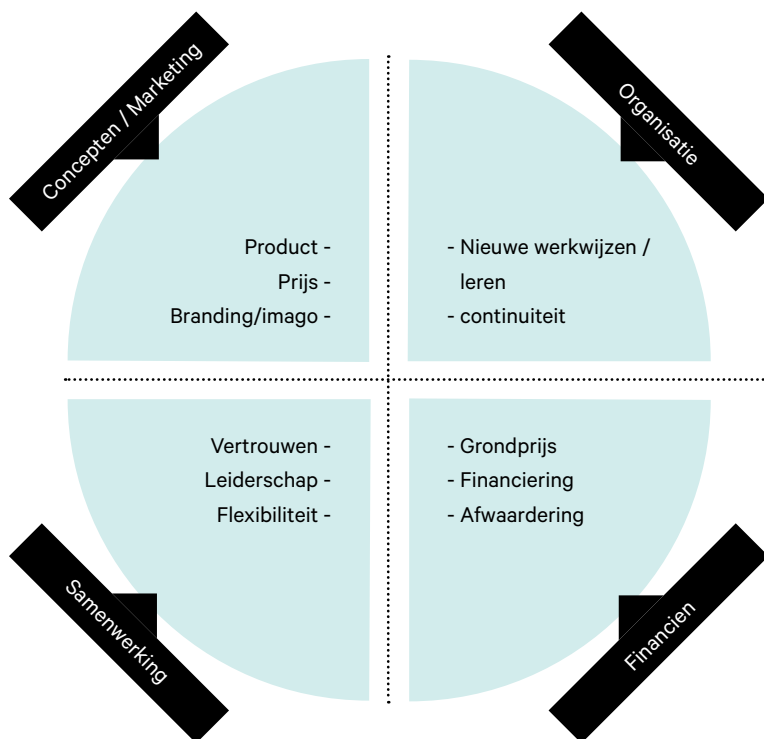 Concepten / Marketing
Organisatie
Product -
Prijs -
Branding/imago -
- Nieuwe werkwijzen /
leren
- continuiteit
Vertrouwen -
Leiderschap -
Flexibiliteit -
- Grondprijs
- Financiering
- Afwaardering
Samenwerking
Financien